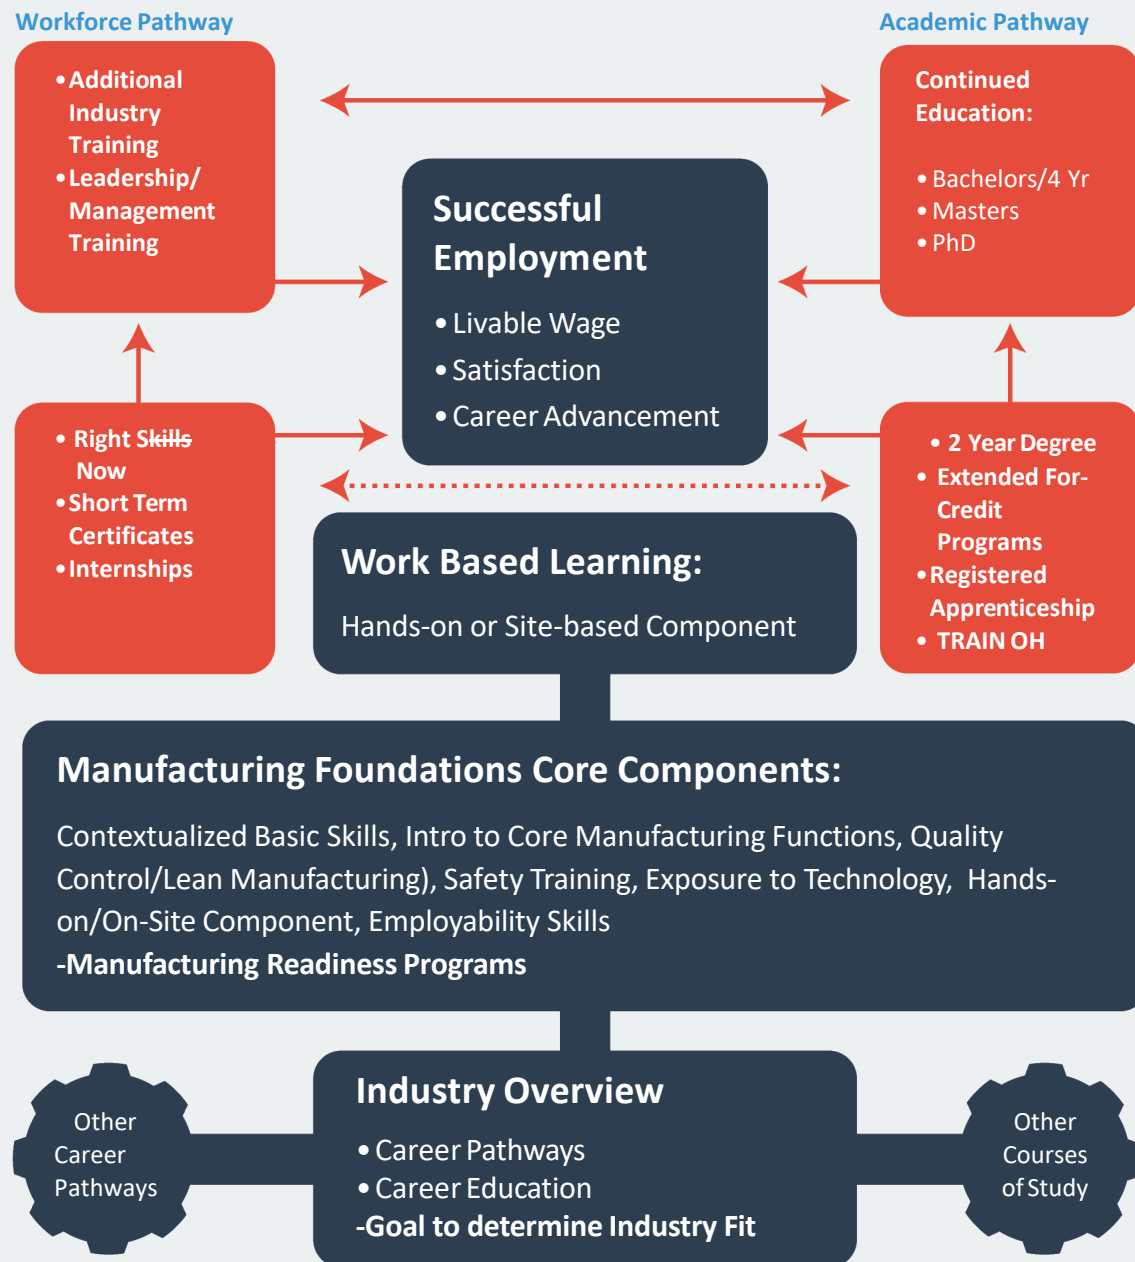 Workforce Pathway
Academic Pathway
• Additional
Industry
Training
• Leadership/
Management
Training
Continued
Education:
• Bachelors/4 Yr
• Masters
• PhD
Successful
Employment
• Livable Wage
• Satisfaction
• Career Advancement
• Right Skills
Now
• Short Term
Certificates
• Internships
• 2 Year Degree
• Extended For-
Credit
Programs
• Registered
Apprenticeship
• TRAIN OH
Work Based Learning:
Hands-on or Site-based Component
Manufacturing Foundations Core Components:
Contextualized Basic Skills, Intro to Core Manufacturing Functions, Quality
Control/Lean Manufacturing), Safety Training, Exposure to Technology, Hands-
on/On-Site Component, Employability Skills
-Manufacturing Readiness Programs
Other
Career
Pathways
Industry Overview
• Career Pathways
• Career Education
-Goal to determine Industry Fit
Other
Courses
of Study